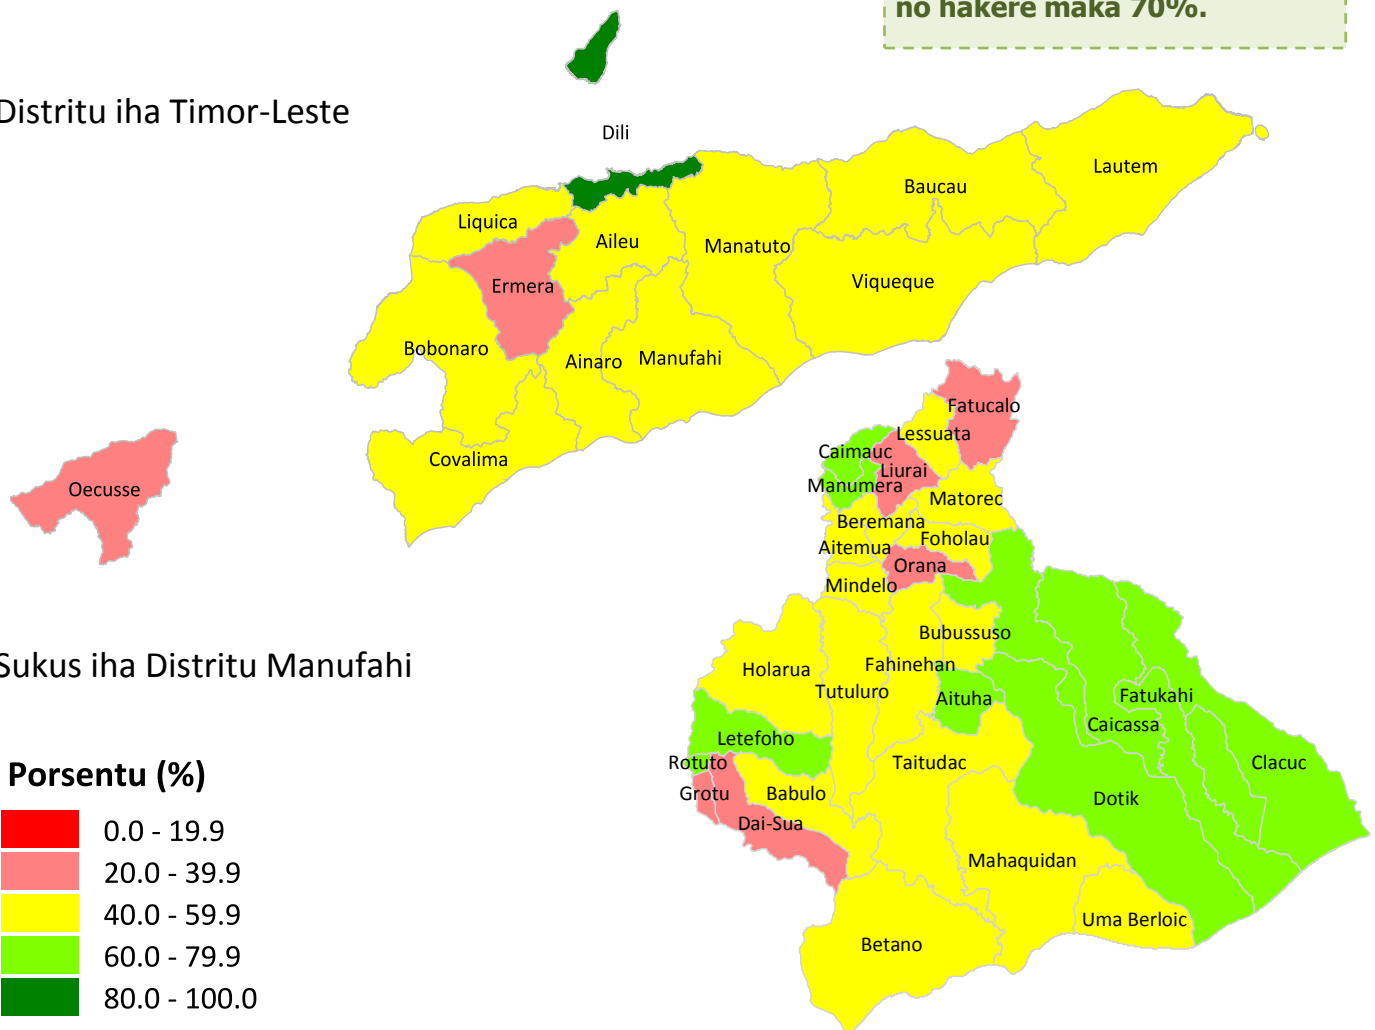 no hakere maka 70%.
Distritu iha Timor-Leste
Dili
Lautem
Baucau
Liquica
Aileu
Manatuto
Viqueque
Ermera
Bobonaro
Ainaro
Manufahi
Covalima
Oecusse
Fatucalo
Lessuata
Caimauc
Liurai
Manumera
Matorec
Beremana
Foholau
Aitemua
Orana
Mindelo
Bubussuso
Fahinehan
Holarua
Tutuluro
Aituha
Fatukahi
Caicassa
Letefoho
Rotuto
Taitudac
Clacuc
Grotu
Babulo
Dotik
Dai-Sua
Mahaquidan
Uma Berloic
Betano
Sukus iha Distritu Manufahi
Porsentu (%)
0.0 - 19.9
20.0 - 39.9
40.0 - 59.9
60.0 - 79.9
80.0 - 100.0